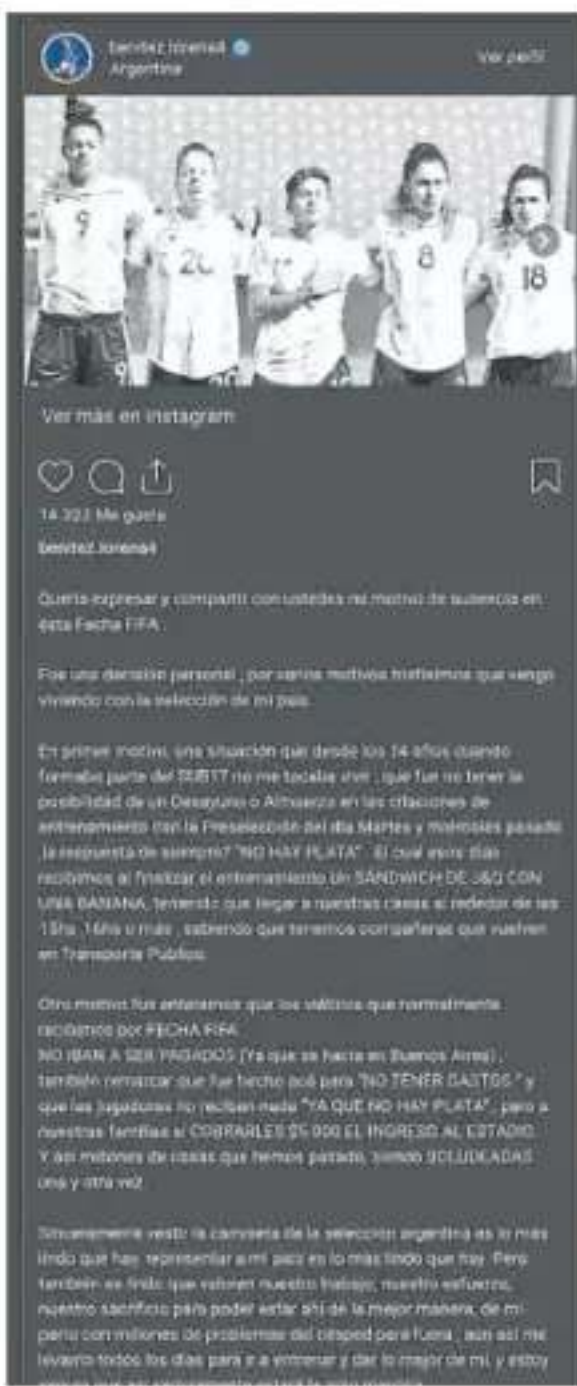 benitez.lorena4
Argentina
Ver perfil
9
20
8
18
9
Ver más en Instagram
14.323 Me gusta
benitez.lorena4
Quería expresar y compartir con ustedes mi motivo de ausencia en
ésta Fecha FIFA .
Fue una decisión personal , por varios motivos tristísimos que vengo
viviendo con la selección de mi país.
En primer motivo, una situación que desde los 14 años cuando
formaba parte del SUB17 no me tocaba vivir , que fue no tener la
posibilidad de un Desayuno o Almuerzo en las citaciones de
entrenamiento con la Preselección del día Martes y miércoles pasado
,la respuesta de siempre? "NO HAY PLATA" . El cual esos días
recibimos al finalizar el entrenamiento un SÁNDWICH DE J&Q CON
UNA BANANA, teniendo que llegar a nuestras casas al rededor de las
15hs, 16hs o más , sabiendo que tenemos compañeras que vuelven
en Transporte Público.
Otro motivo fue enterarnos que los viáticos que normalmente
recibimos por FECHA FIFA
NO IBAN A SER PAGADOS (Ya que se hacía en Buenos Aires) ,
también remarcar que fue hecho acá para "NO TENER GASTOS " y
que las jugadoras no reciban nada "YA QUE NO HAY PLATA" , pero a
nuestras familias si COBRARLES $5.000 EL INGRESO AL ESTADIO.
Y así millones de cosas que hemos pasado, siendo BOLUDEADAS
una y otra vez.
Sinceramente vestir la camiseta de la selección argentina es lo más
lindo que hay, representar a mi país es lo más lindo que hay. Pero
también es lindo que valoren nuestro trabajo, nuestro esfuerzo,
nuestro sacrificio para poder estar ahí de la mejor manera, de mi
parte con millones de problemas del césped para fuera , aún así me
levanto todos los días para ir a entrenar y dar lo mejor de mí, y estoy